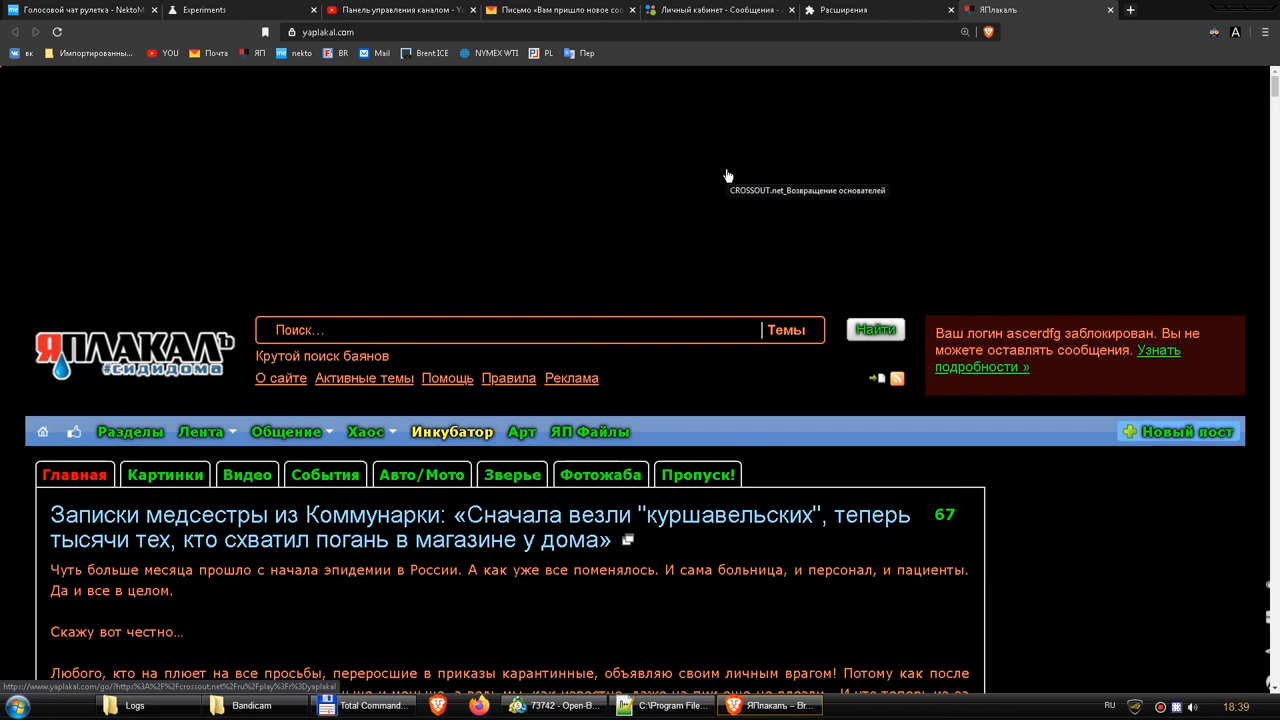 Голосовой чат рулетка - NektoM
Experiments
Панель управления каналом - Yo
Письмо «Вам пришло новое со
Личный кабинет - Сообщения -
Расширения
ЯПлакалъ
yaplakal.com
вк
Импортированны...
YOU
Почта
ЯП
nekto
BR
Mail
Brent ICE
NYMEX WTI
PL
Пер
CROSSOUT.net_Возвращение основателей
ЯПЛАКАЛЪ
#сидидома
Поиск...
Темы
Найти
Крутой поиск баянов
О сайте Активные темы Помощь Правила Реклама
Ваш логин ascerdfg заблокирован. Вы не
можете оставлять сообщения. Узнать
подробности »
Разделы Лента Общение Хаос Инкубатор Арт ЯП Файлы
Новый пост
Главная Картинки Видео События Авто/Мото Зверье Фотожаба Пропуск!
Записки медсестры из Коммунарки: «Сначала везли "куршавельских", теперь
тысячи тех, кто схватил погань в магазине у дома»
67
Чуть больше месяца прошло с начала эпидемии в России. А как уже все поменялось. И сама больница, и персонал, и пациенты.
Да и все в целом.
Скажу вот честно...
Любого, кто на плюет на все просьбы, переросшие в приказы карантинные, объявляю своим личным врагом! Потому как после
https://www.yaplakal.com/go/?https%3A%2F%2Fcrossout.net%2Fru%2Fplay%3Fr%3Dyaplakal
Logs
Bandicam
Total Command...
73742 - Open-B...
C:\Program File...
ЯПлакалъ – Br...
RU
18:39